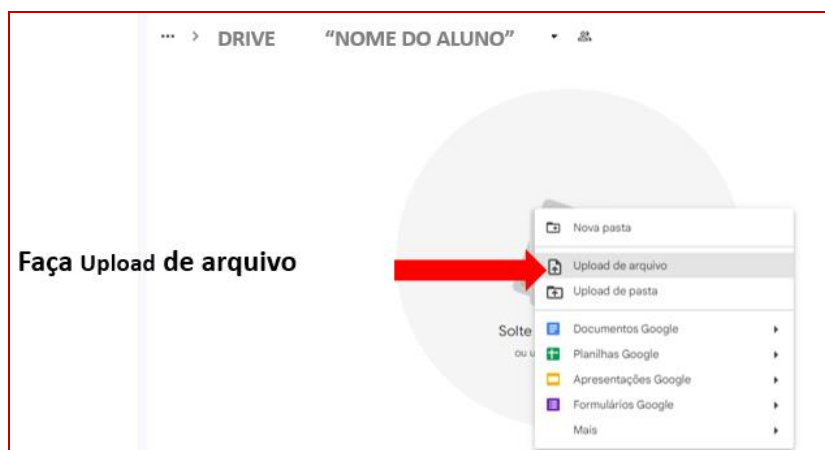 ... > DRIVE "NOME DO ALUNO"
Nova pasta
Faça Upload de arquivo
Upload de arquivo
Upload de pasta
Solte
ou u
Documentos Google
Planilhas Google
Apresentações Google
Formulários Google
Mais